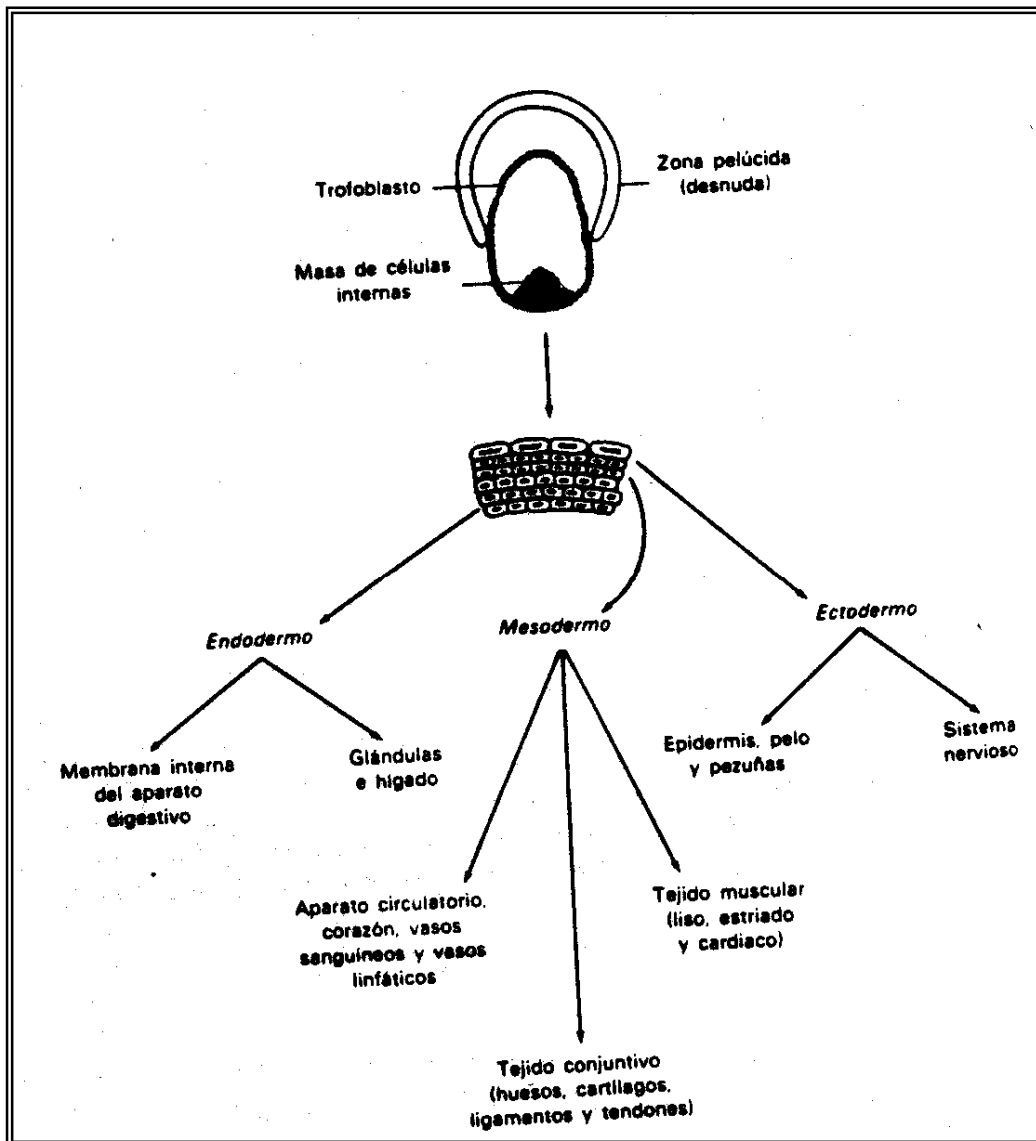 Trofoblasto
Zona pelúcida
(desnuda)
Masa de células
internas
Endodermo
Mesodermo
Ectodermo
Membrana interna
del aparato
digestivo
Glándulas
e hígado
Epidermis, pelo
y pezuñas
Sistema
nervioso
Aparato circulatorio,
corazón, vasos
sanguíneos y vasos
linfáticos
Tejido muscular
(liso, estriado
y cardiaco)
Tejido conjuntivo
(huesos, cartílagos,
ligamentos y tendones)